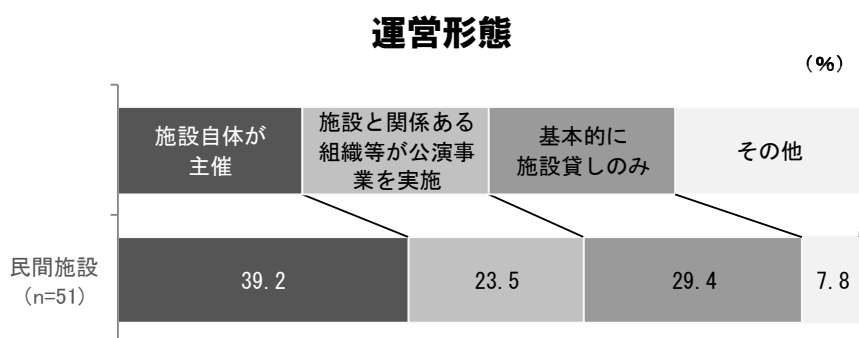 運営形態
（%）
施設自体が
主催
施設と関係ある
組織等が公演事
業を実施
基本的に
施設貸しのみ
その他
民間施設
（n=51）
39.2
23.5
29.4
7.8